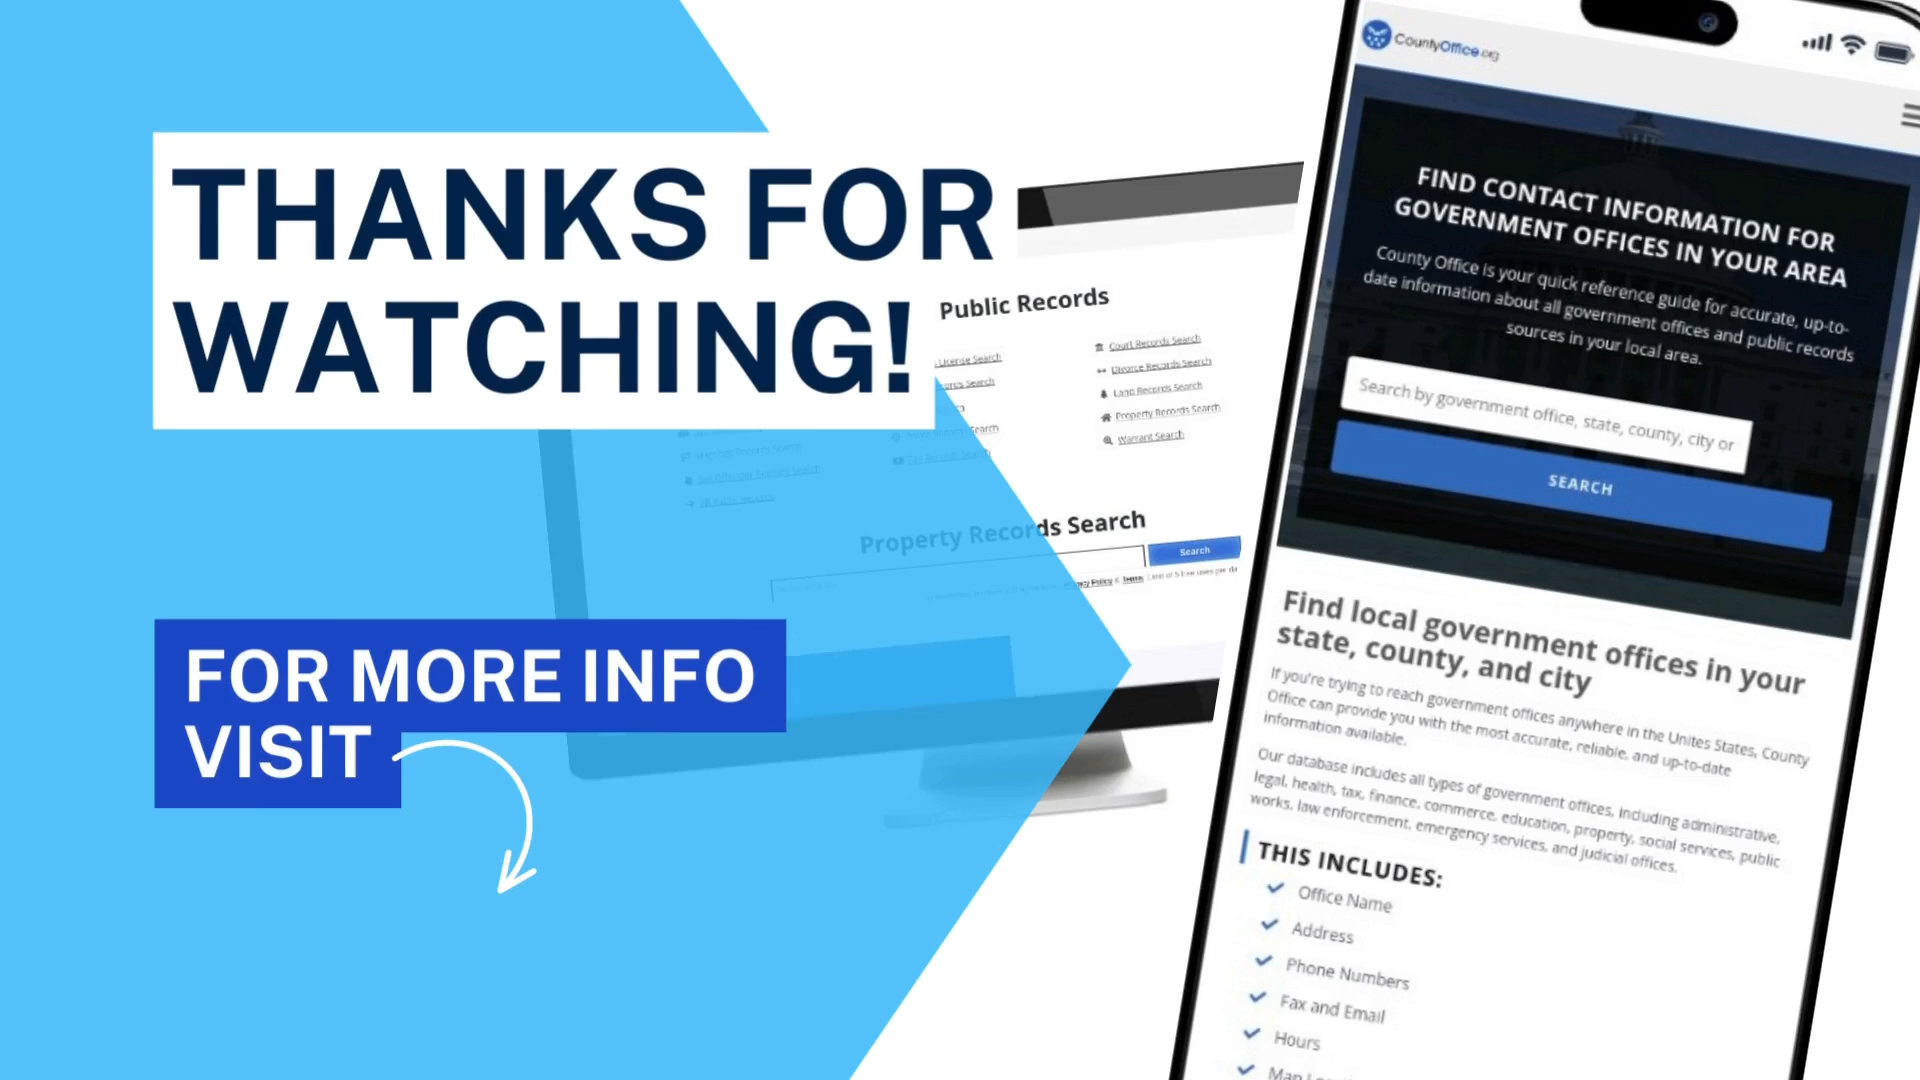 THANKS FOR
WATCHING!
FOR MORE INFO
VISIT
Public Records
License Search
Search
Search
Court Records Search
Divorce Records Search
Land Records Search
Property Records Search
Warrant Search
Property Records Search
Search
CountyOffice.org
FIND CONTACT INFORMATION FOR
GOVERNMENT OFFICES IN YOUR AREA
County Office is your quick reference guide for accurate, up-to-
date information about all government offices and public records
sources in your local area.
Search by government office, state, county, city or
SEARCH
Find local government offices in your
state, county, and city
If you're trying to reach government offices anywhere in the Unites States, County
Office can provide you with the most accurate, reliable, and up-to-date
information available.
Our database includes all types of government offices, including administrative,
legal, health, tax, finance, commerce, education, property, social services, public
works, law enforcement, emergency services, and judicial offices.
THIS INCLUDES:
Office Name
Address
Phone Numbers
Fax and Email
Hours